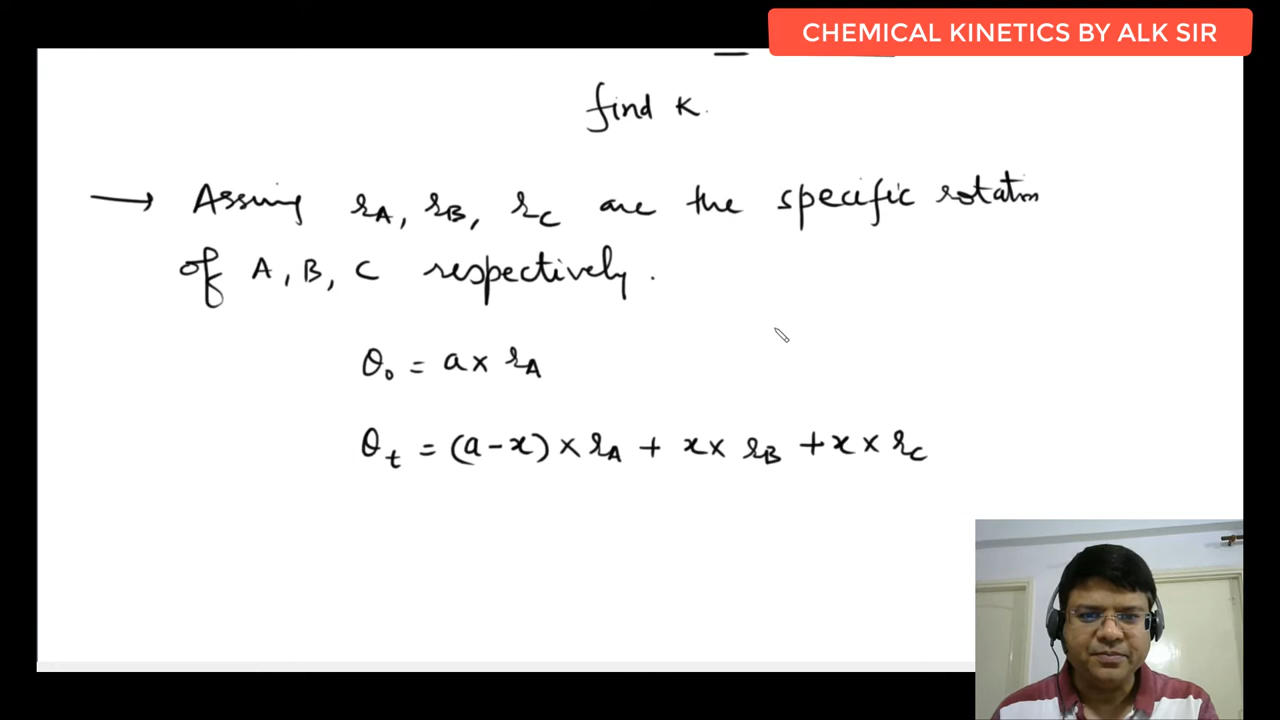 CHEMICAL KINETICS BY ALK SIR
find K.
→ Assuming rA, rB, rC are the specific rotation
of A, B, C respectively.
θ₀ = a × rA
θt = (a-x) × rA + x × rB + x × rC